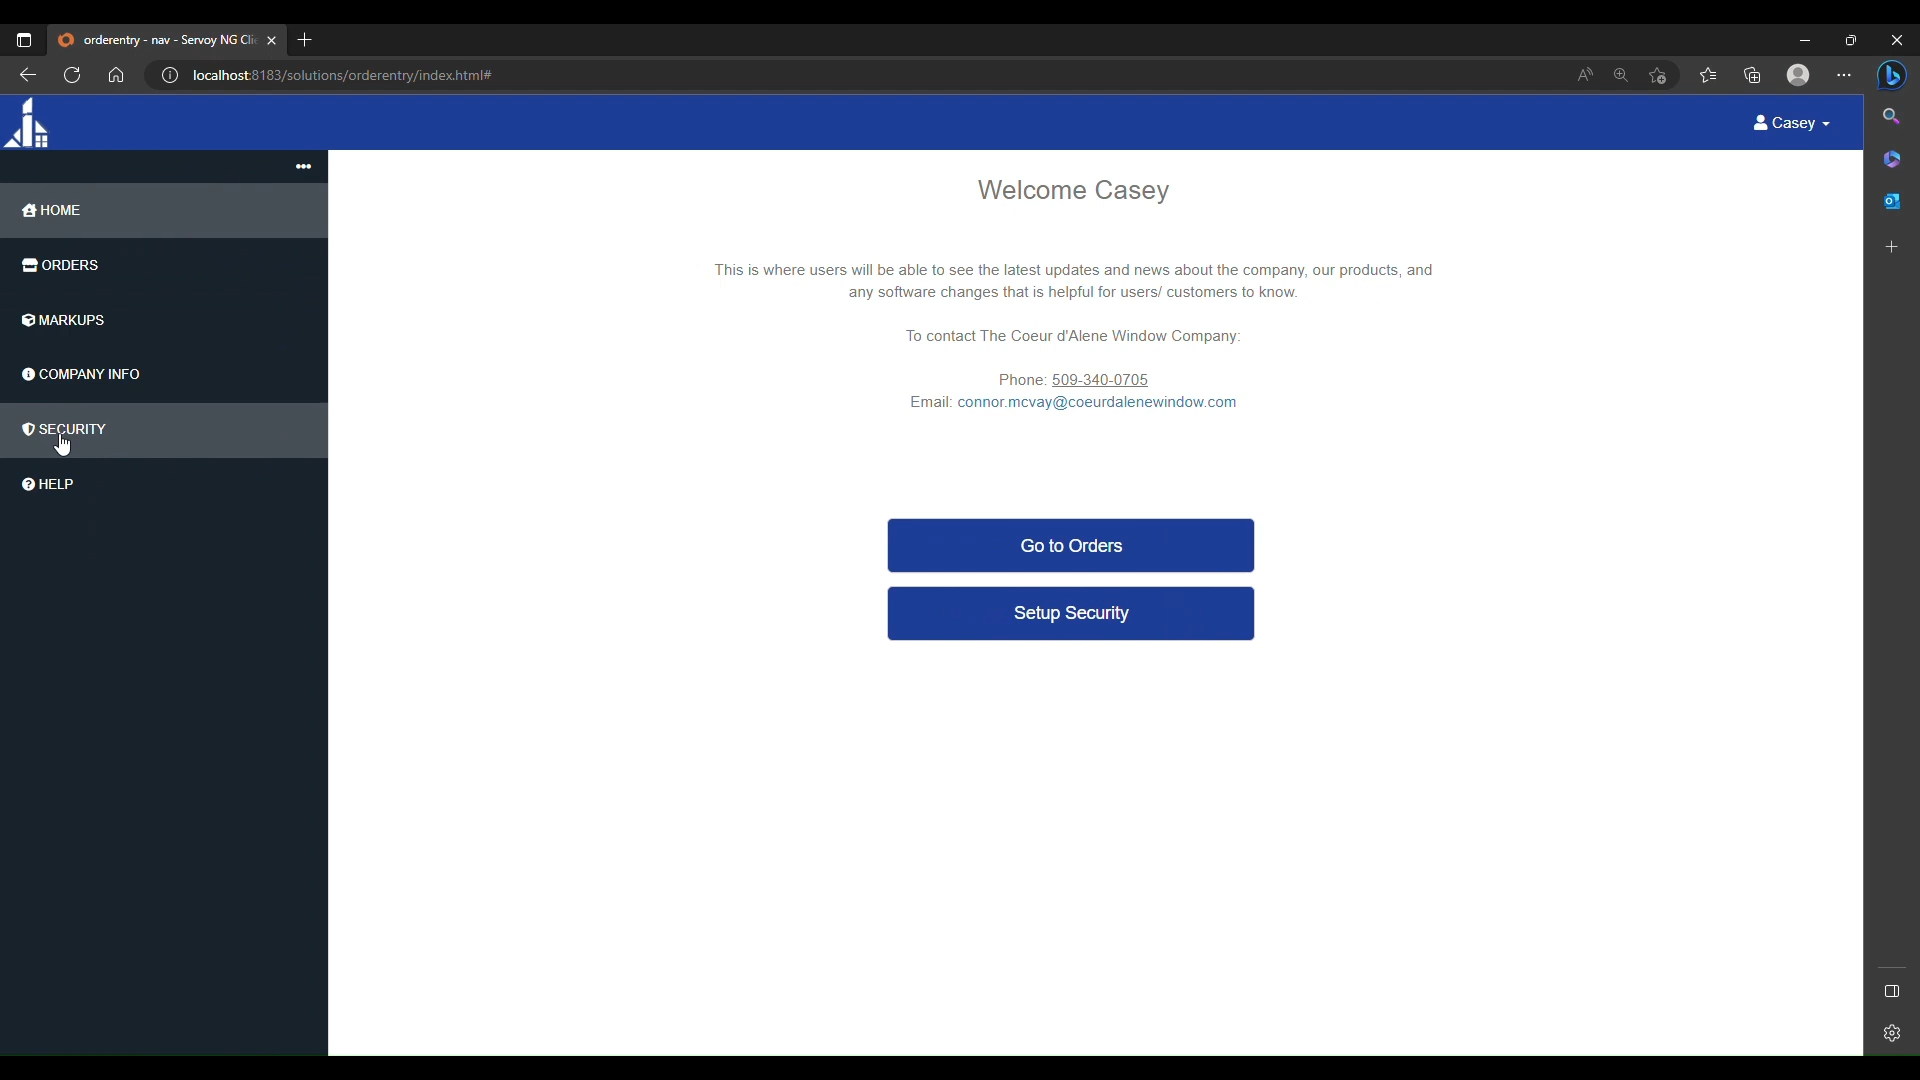 orderentry - nav - Servoy NG Clie
localhost:8183/solutions/orderentry/index.html#
Casey
HOME
ORDERS
MARKUPS
COMPANY INFO
SECURITY
HELP
Welcome Casey
This is where users will be able to see the latest updates and news about the company, our products, and
any software changes that is helpful for users/ customers to know.
To contact The Coeur d'Alene Window Company:
Phone: 509-340-0705
Email: connor.mcvay@coeurdalenewindow.com
Go to Orders
Setup Security